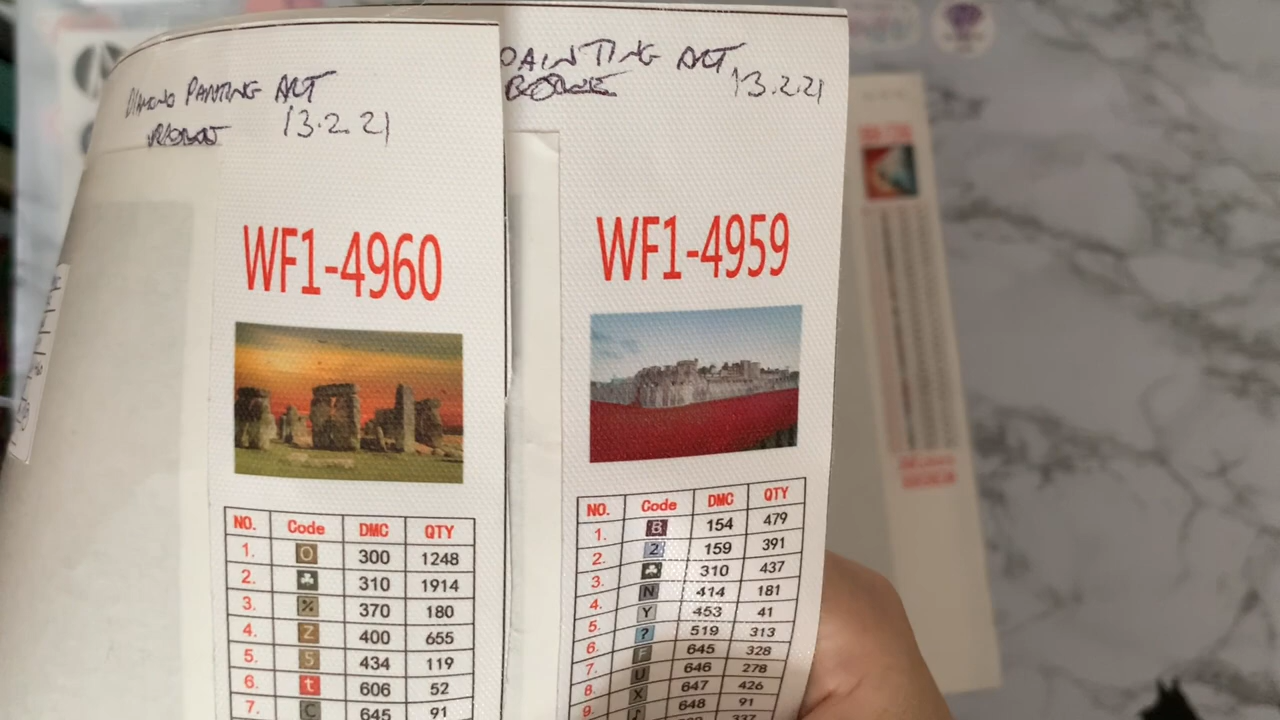 DIAMOND PANTING ART
13.2.21
WF1-4960
NO. Code DMC QTY
1. O 300 1248
2. ☘ 310 1914
3. % 370 180
4. Z 400 655
5. 5 434 119
6. t 606 52
7. C 645 91
PAINTING ART
13.2.21
WF1-4959
NO. Code DMC QTY
1. B 154 479
2. 2 159 391
3. ☘ 310 437
4. N 414 181
5. Y 453 41
6. ? 519 313
7. F 645 328
8. U 646 278
9. X 647 426
♪ 648 91
337